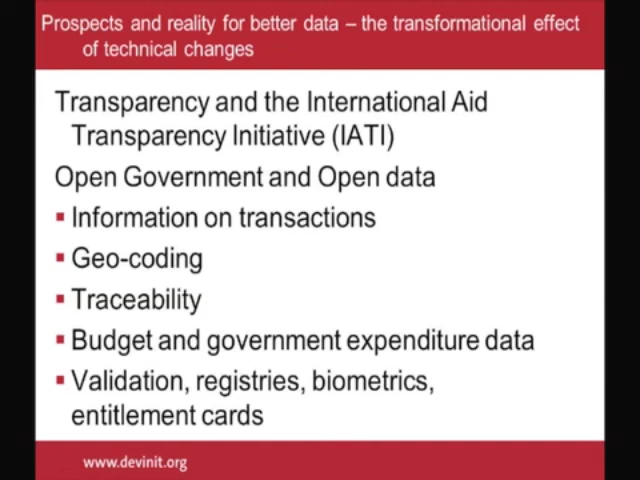 Prospects and reality for better data – the transformational effect
of technical changes
Transparency and the International Aid
Transparency Initiative (IATI)
Open Government and Open data
▪ Information on transactions
▪ Geo-coding
▪ Traceability
▪ Budget and government expenditure data
▪ Validation, registries, biometrics,
entitlement cards
www.devinit.org